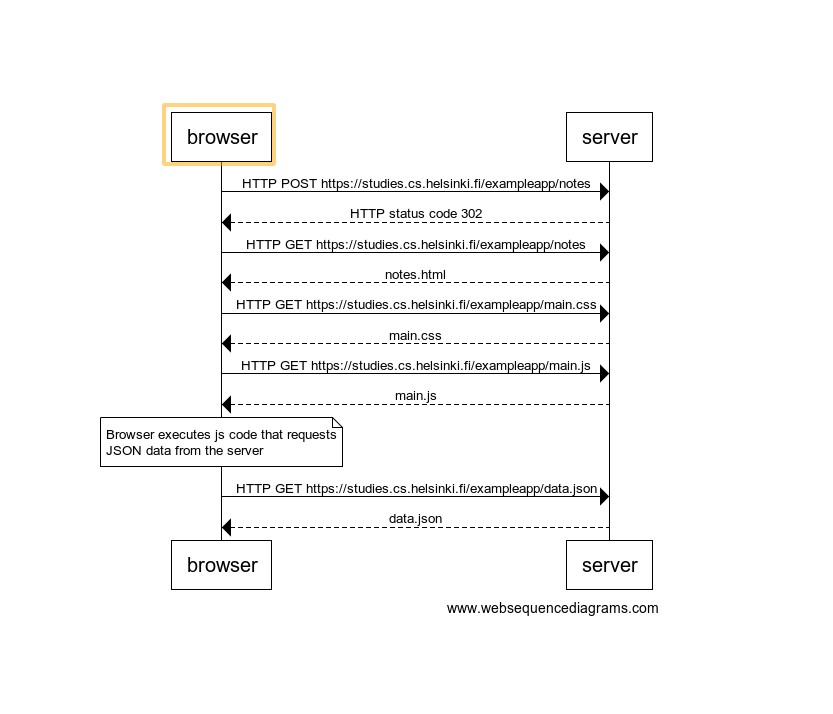 browser
server
HTTP POST https://studies.cs.helsinki.fi/exampleapp/notes
HTTP status code 302
HTTP GET https://studies.cs.helsinki.fi/exampleapp/notes
notes.html
HTTP GET https://studies.cs.helsinki.fi/exampleapp/main.css
main.css
HTTP GET https://studies.cs.helsinki.fi/exampleapp/main.js
main.js
Browser executes js code that requests
JSON data from the server
HTTP GET https://studies.cs.helsinki.fi/exampleapp/data.json
data.json
browser
server
www.websequencediagrams.com